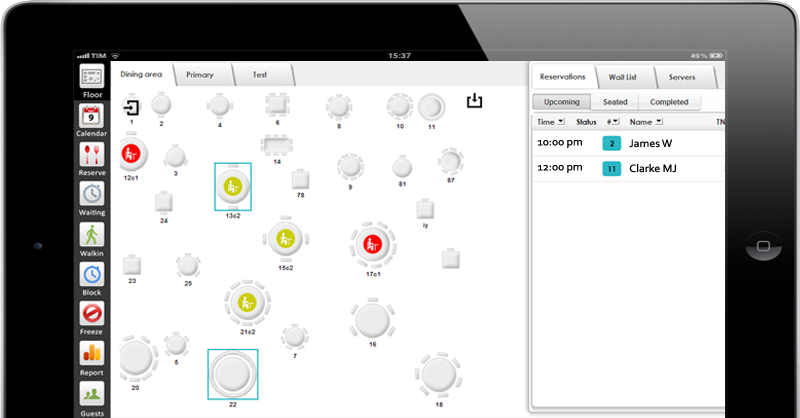 TIM 15:37 49 %
Floor
Calendar
9
Reserve
Waiting
Walkin
Block
Freeze
Report
Guests
Dining area Primary Test
1 2 4 6 8 10 11
12c1 3 14 9 81 87
24 13c2 78 iy
23 25 15c2 17c1
21c2 16
20 5 7
22 18
Reservations Wait List Servers
Upcoming Seated Completed
Time Status # Name TN
10:00 pm 2 James W
12:00 pm 11 Clarke MJ